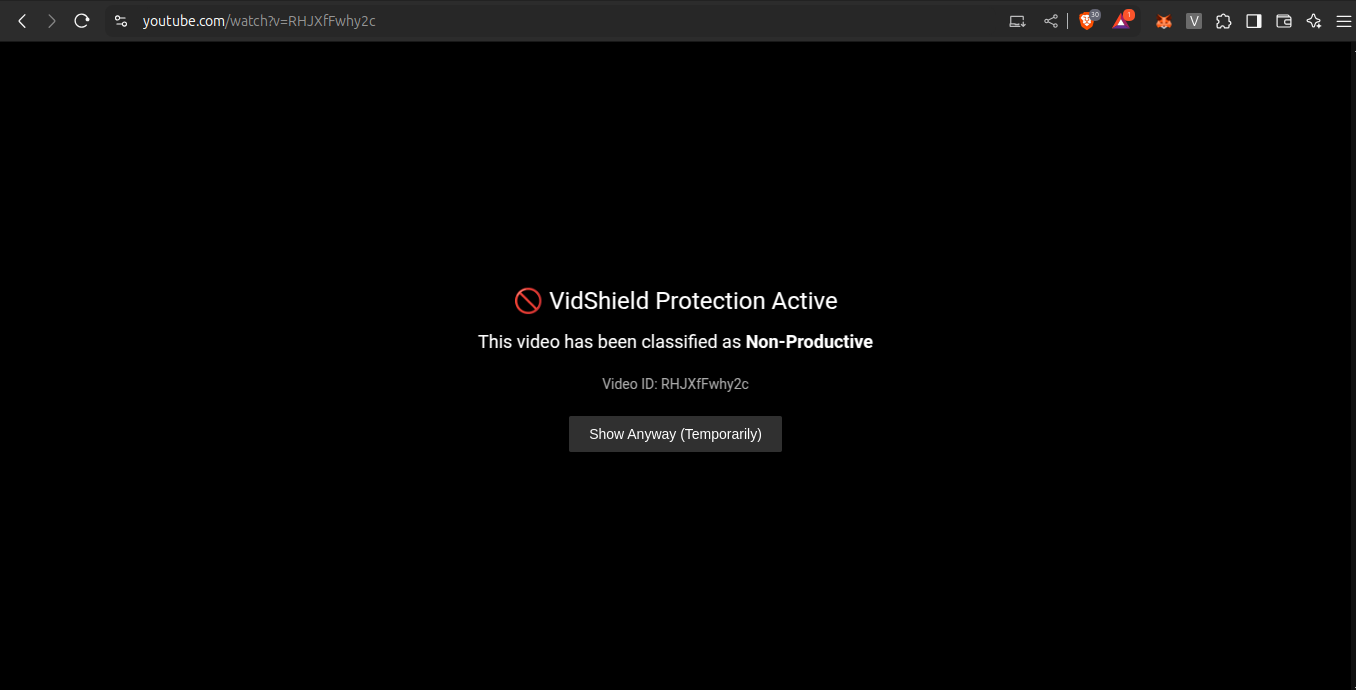 youtube.com/watch?v=RHJXfFwhy2c
30
1
V
VidShield Protection Active
This video has been classified as Non-Productive
Video ID: RHJXfFwhy2c
Show Anyway (Temporarily)